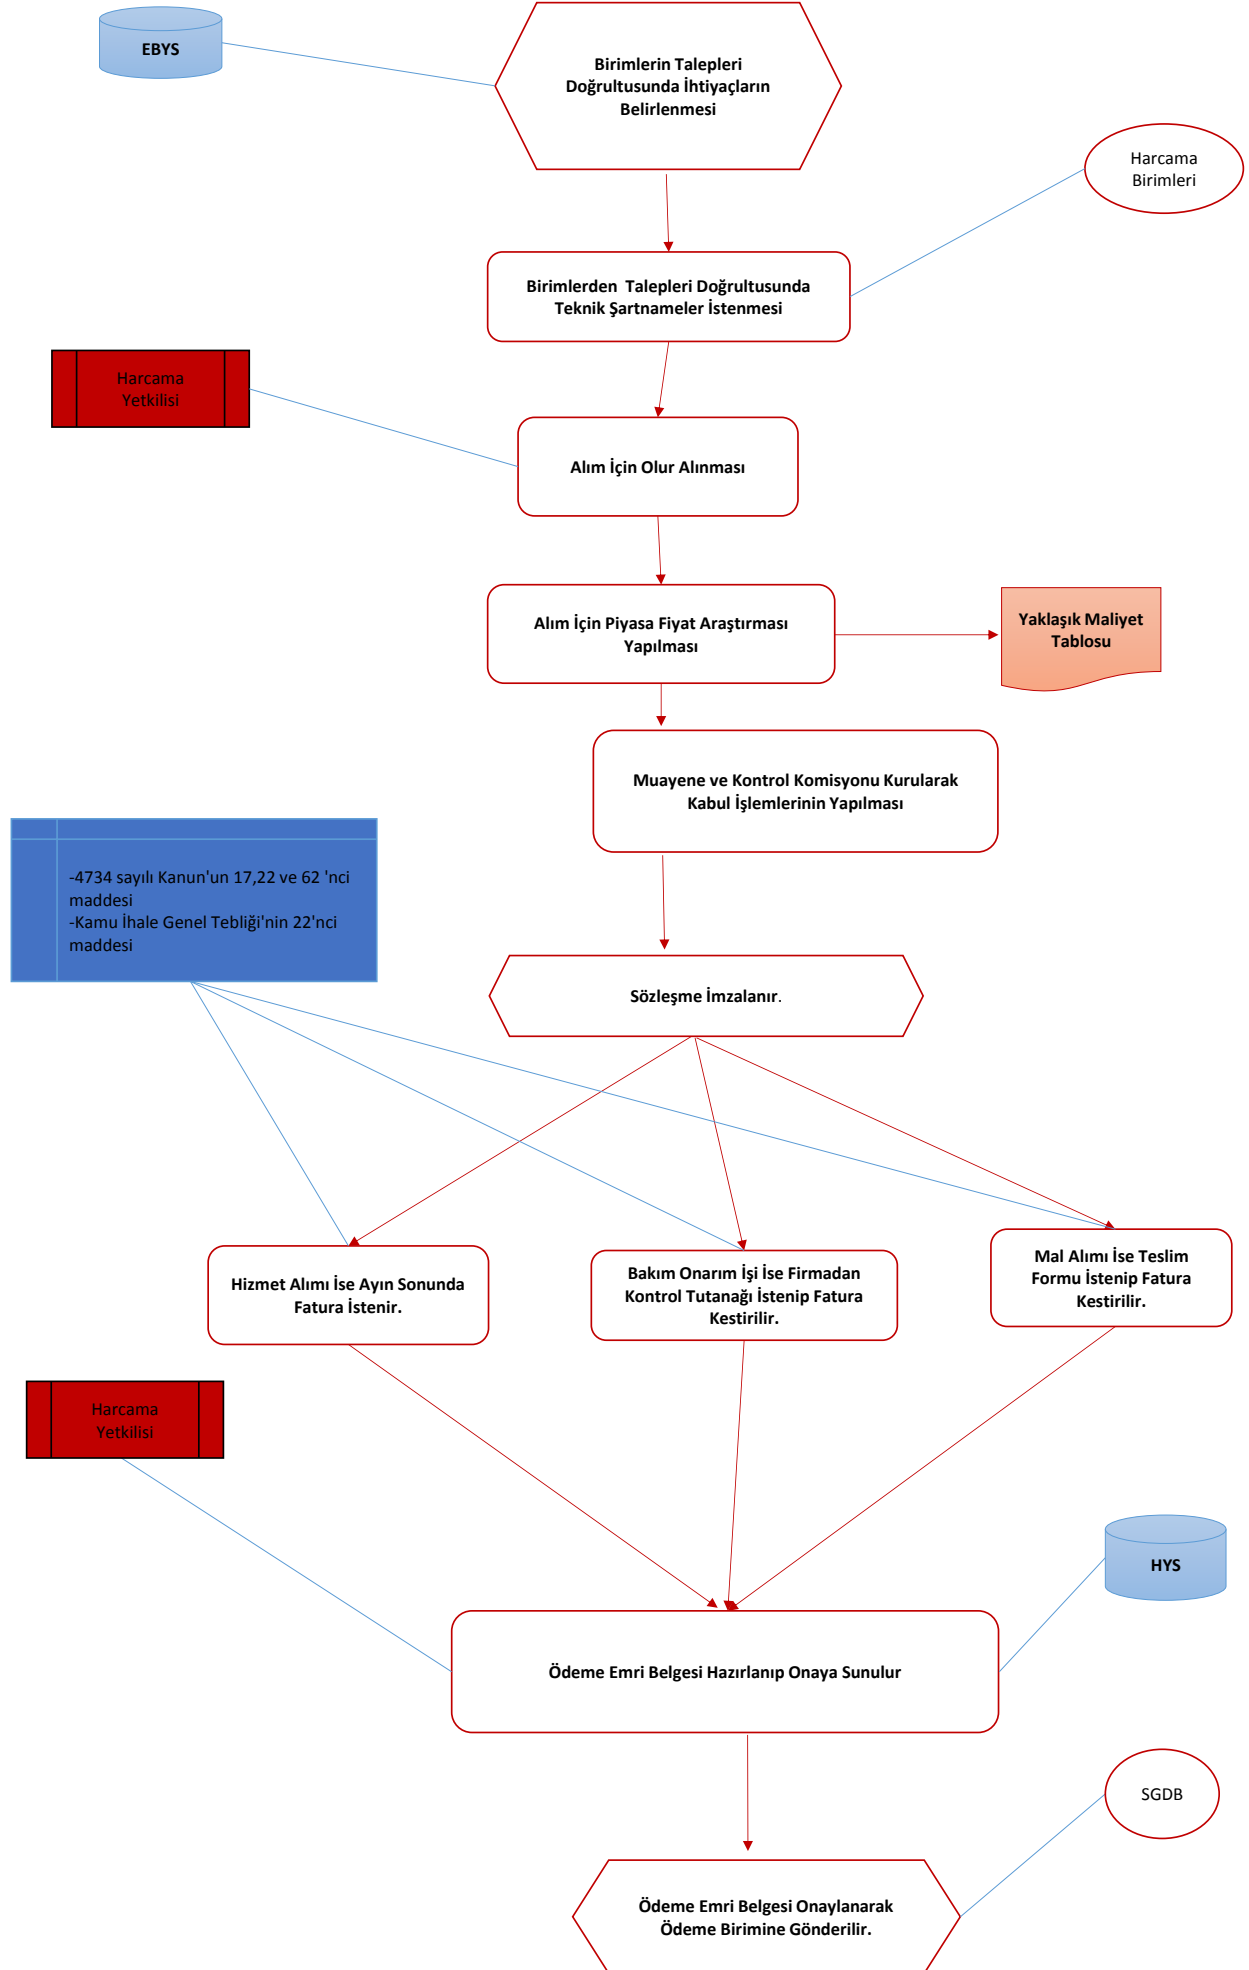 EBYS
Birimlerin Talepleri
Doğrultusunda İhtiyaçların
Belirlenmesi
Harcama
Birimleri
Birimlerden Talepleri Doğrultusunda
Teknik Şartnameler İstenmesi
Harcama
Yetkilisi
Alım İçin Olur Alınması
Alım İçin Piyasa Fiyat Araştırması
Yapılması
Yaklaşık Maliyet
Tablosu
Muayene ve Kontrol Komisyonu Kurularak
Kabul İşlemlerinin Yapılması
-4734 sayılı Kanun'un 17,22 ve 62 'nci
maddesi
-Kamu İhale Genel Tebliği'nin 22'nci
maddesi
Sözleşme İmzalanır.
Hizmet Alımı İse Ayın Sonunda
Fatura İstenir.
Bakım Onarım İşi İse Firmadan
Kontrol Tutanağı İstenip Fatura
Kestirilir.
Mal Alımı İse Teslim
Formu İstenip Fatura
Kestirilir.
Harcama
Yetkilisi
HYS
Ödeme Emri Belgesi Hazırlanıp Onaya Sunulur
SGDB
Ödeme Emri Belgesi Onaylanarak
Ödeme Birimine Gönderilir.